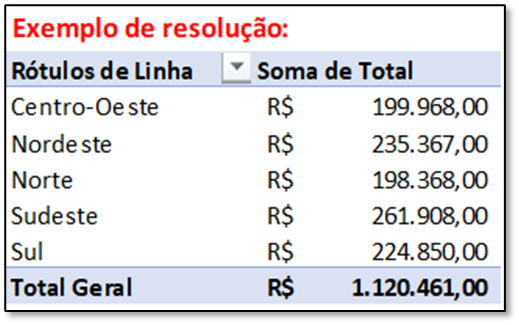 Exemplo de resolução:
Rótulos de Linha Soma de Total
Centro-Oeste R$ 199.968,00
Nordeste R$ 235.367,00
Norte R$ 198.368,00
Sudeste R$ 261.908,00
Sul R$ 224.850,00
Total Geral R$ 1.120.461,00